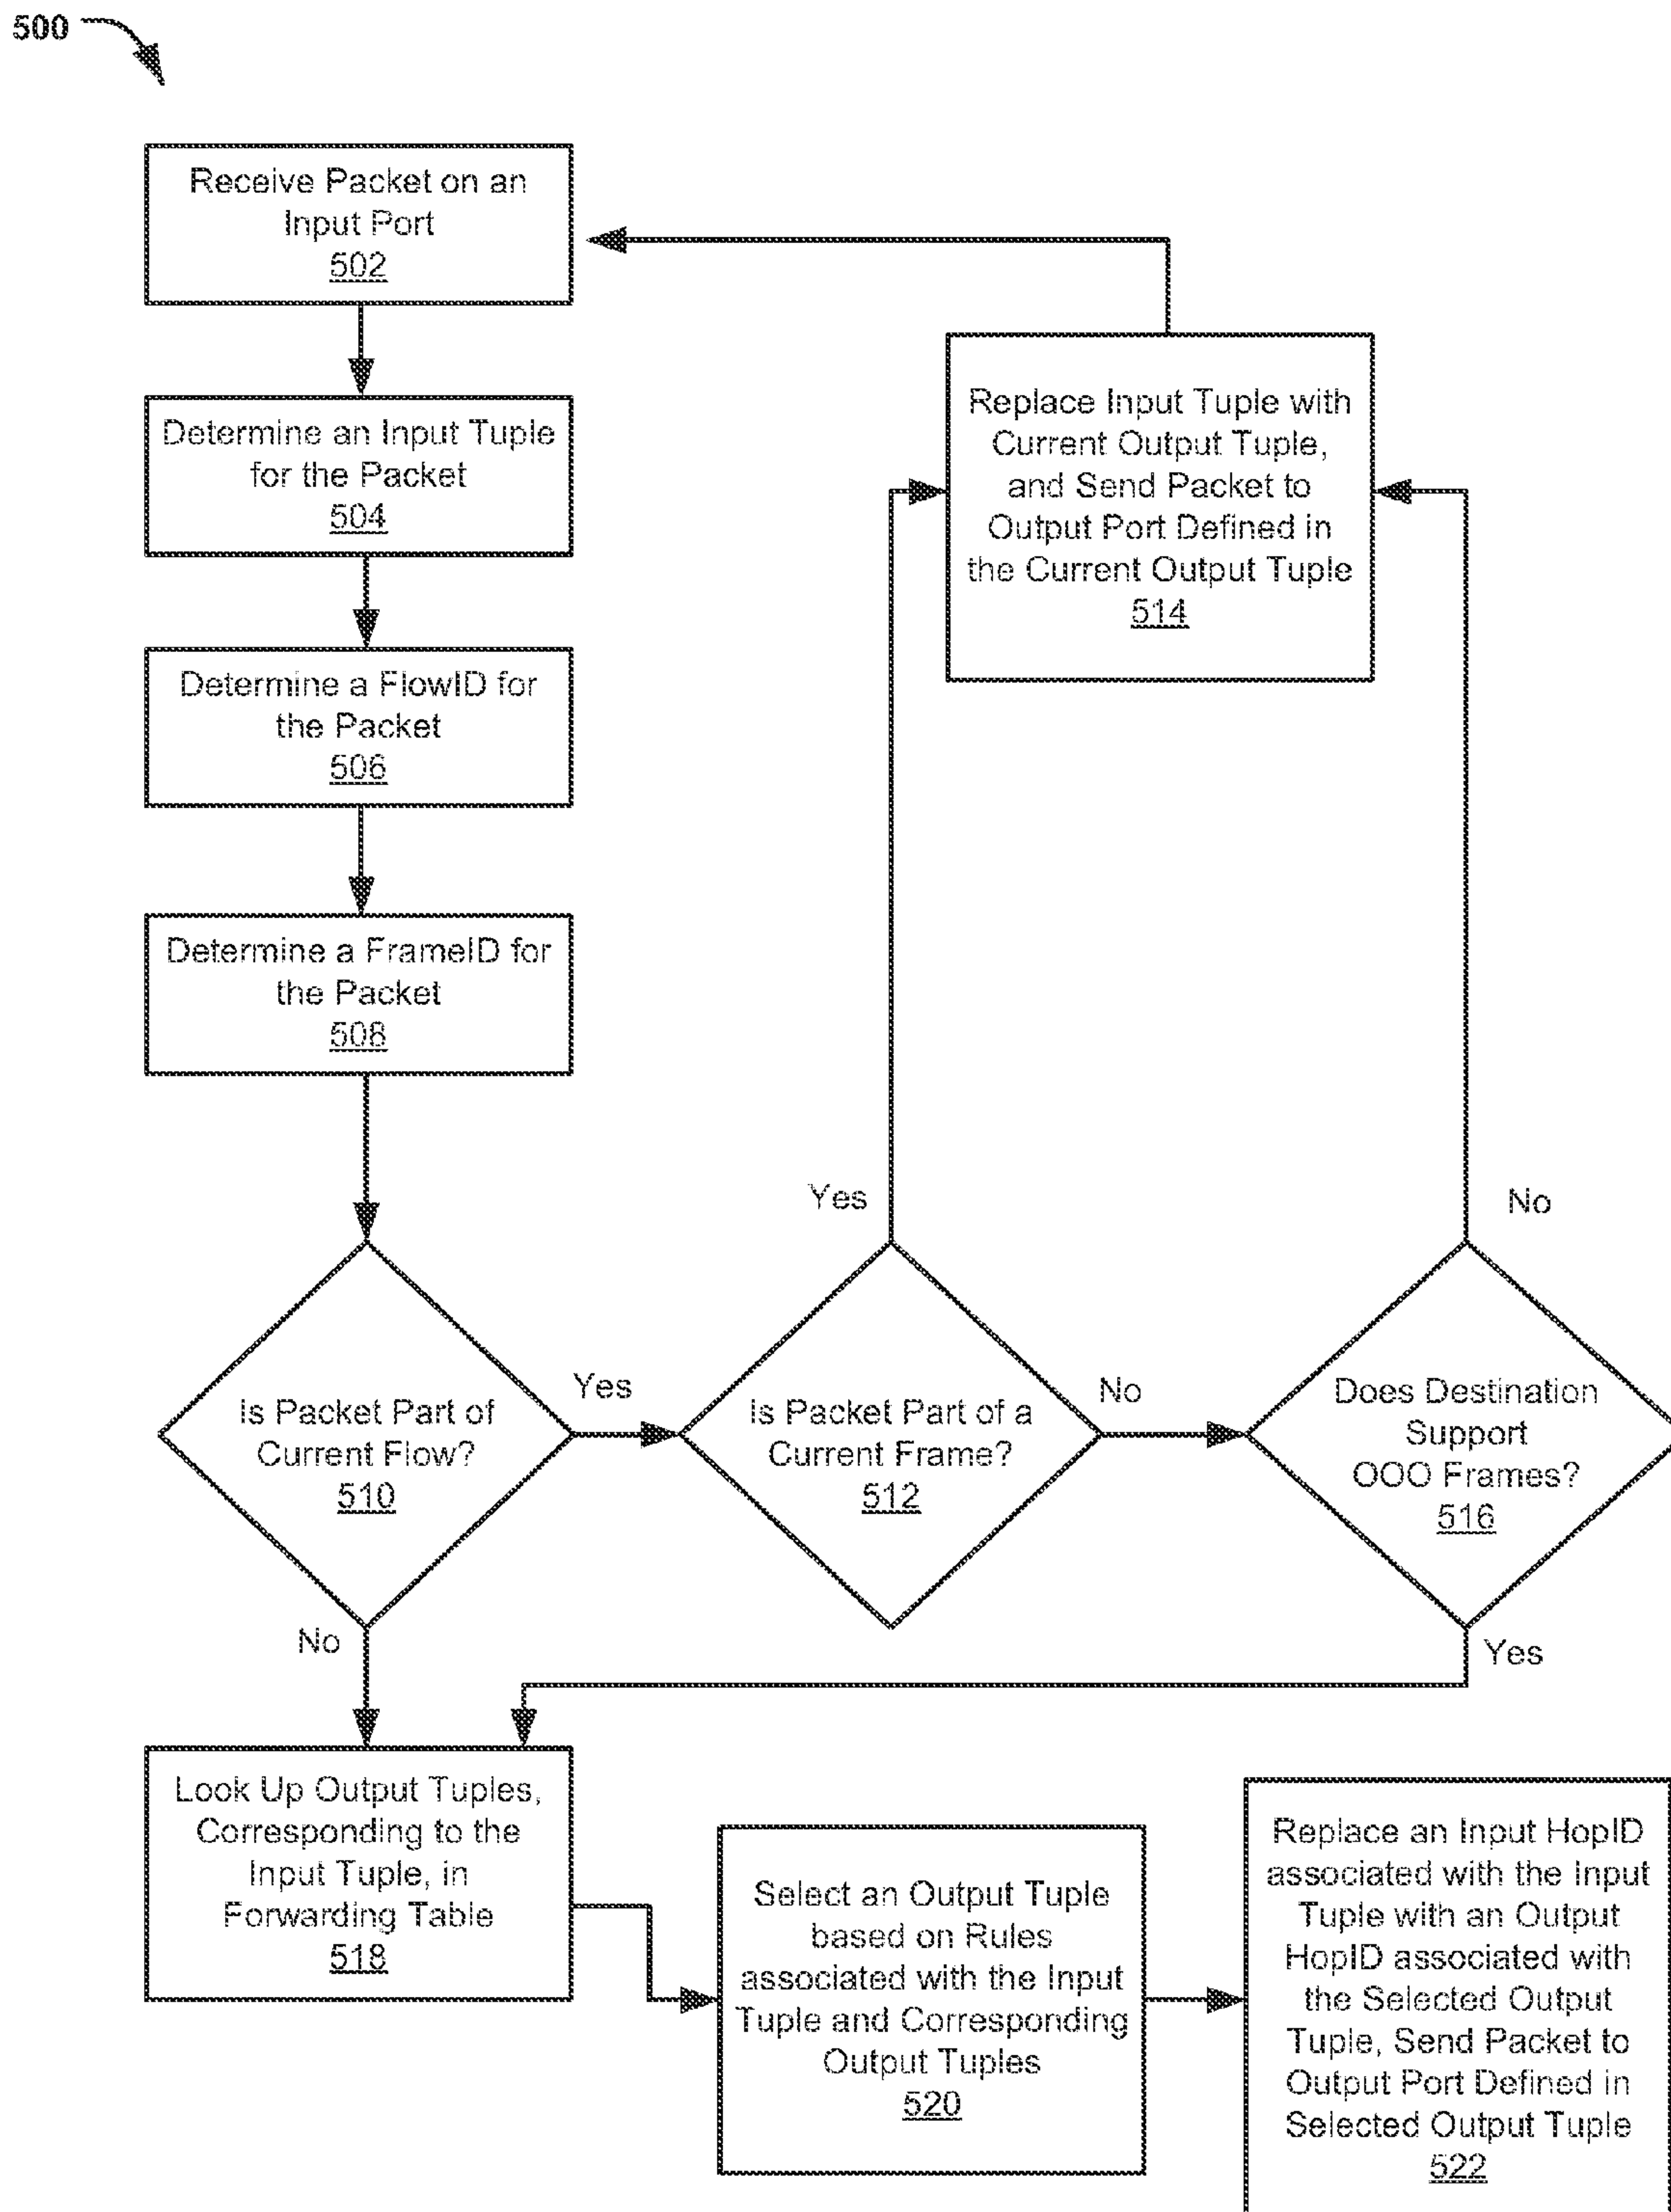 500
Receive Packet on an
Input Port
502
Determine an Input Tuple
for the Packet
504
Determine a FlowID for
the Packet
506
Determine a FrameID for
the Packet
508
Replace Input Tuple with
Current Output Tuple,
and Send Packet to
Output Port Defined in
the Current Output Tuple
514
Is Packet Part of
Current Flow?
510
Yes
No
Is Packet Part of a
Current Frame?
512
Yes
No
Does Destination
Support
OOO Frames?
516
No
Yes
Look Up Output Tuples,
Corresponding to the
Input Tuple, in
Forwarding Table
518
Select an Output Tuple
based on Rules
associated with the Input
Tuple and Corresponding
Output Tuples
520
Replace an Input HopID
associated with the Input
Tuple with an Output
HopID associated with
the Selected Output
Tuple, Send Packet to
Output Port Defined in
Selected Output Tuple
522